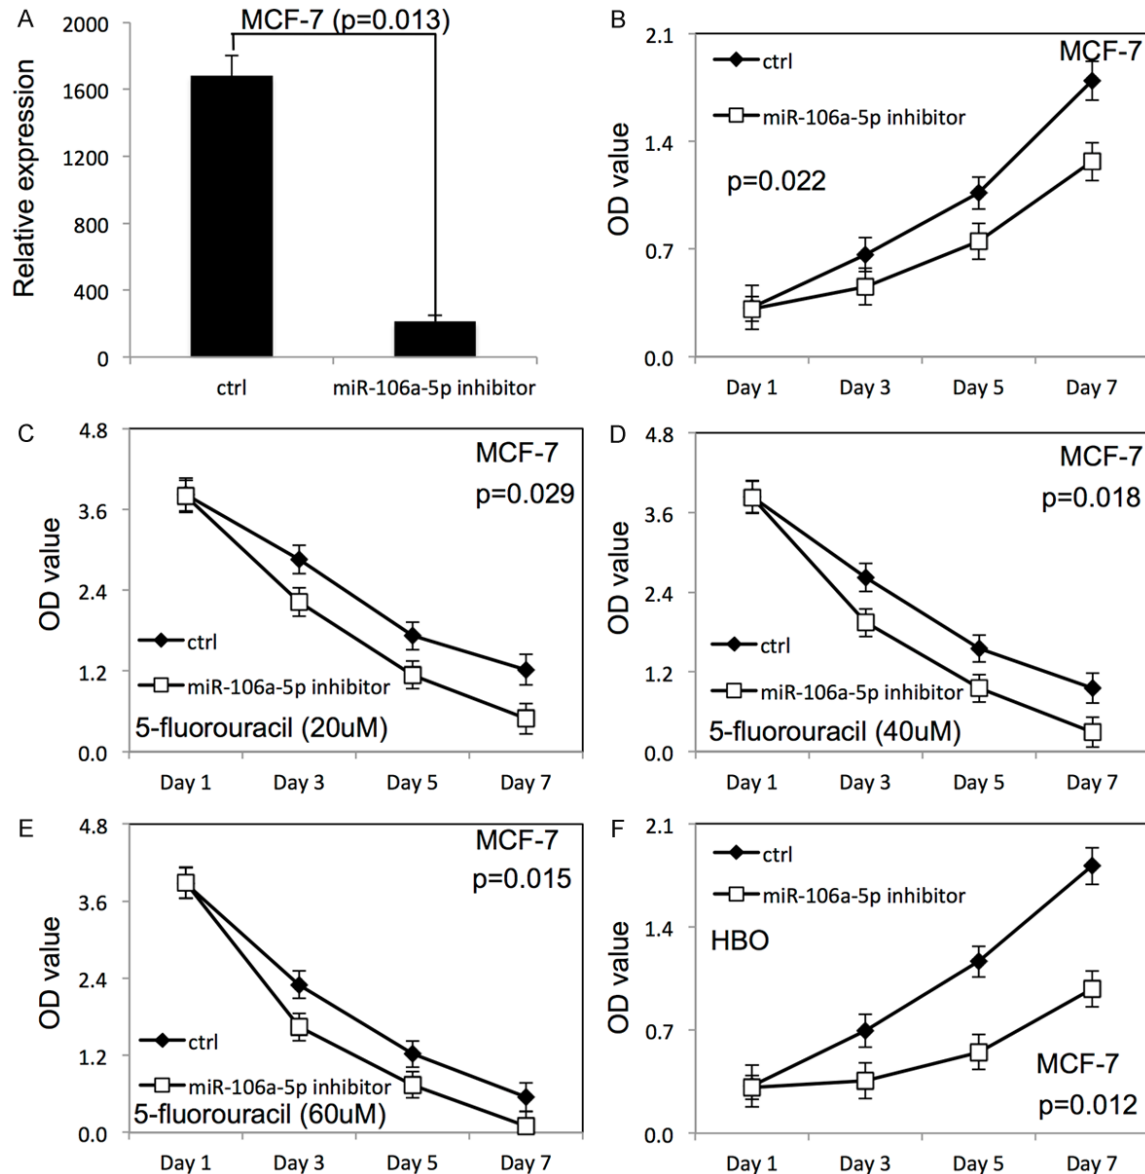 A
MCF-7 (p=0.013)
Relative expression
2000
1600
1200
800
400
0
ctrl
miR-106a-5p inhibitor
B
MCF-7
ctrl
miR-106a-5p inhibitor
p=0.022
OD value
2.1
1.4
0.7
0.0
Day 1
Day 3
Day 5
Day 7
C
MCF-7
p=0.029
OD value
4.8
3.6
2.4
1.2
0.0
ctrl
miR-106a-5p inhibitor
5-fluorouracil (20uM)
Day 1
Day 3
Day 5
Day 7
D
MCF-7
p=0.018
OD value
4.8
3.6
2.4
1.2
0.0
ctrl
miR-106a-5p inhibitor
5-fluorouracil (40uM)
Day 1
Day 3
Day 5
Day 7
E
MCF-7
p=0.015
OD value
4.8
3.6
2.4
1.2
0.0
ctrl
miR-106a-5p inhibitor
5-fluorouracil (60uM)
Day 1
Day 3
Day 5
Day 7
F
ctrl
miR-106a-5p inhibitor
HBO
OD value
2.1
1.4
0.7
0.0
MCF-7
p=0.012
Day 1
Day 3
Day 5
Day 7